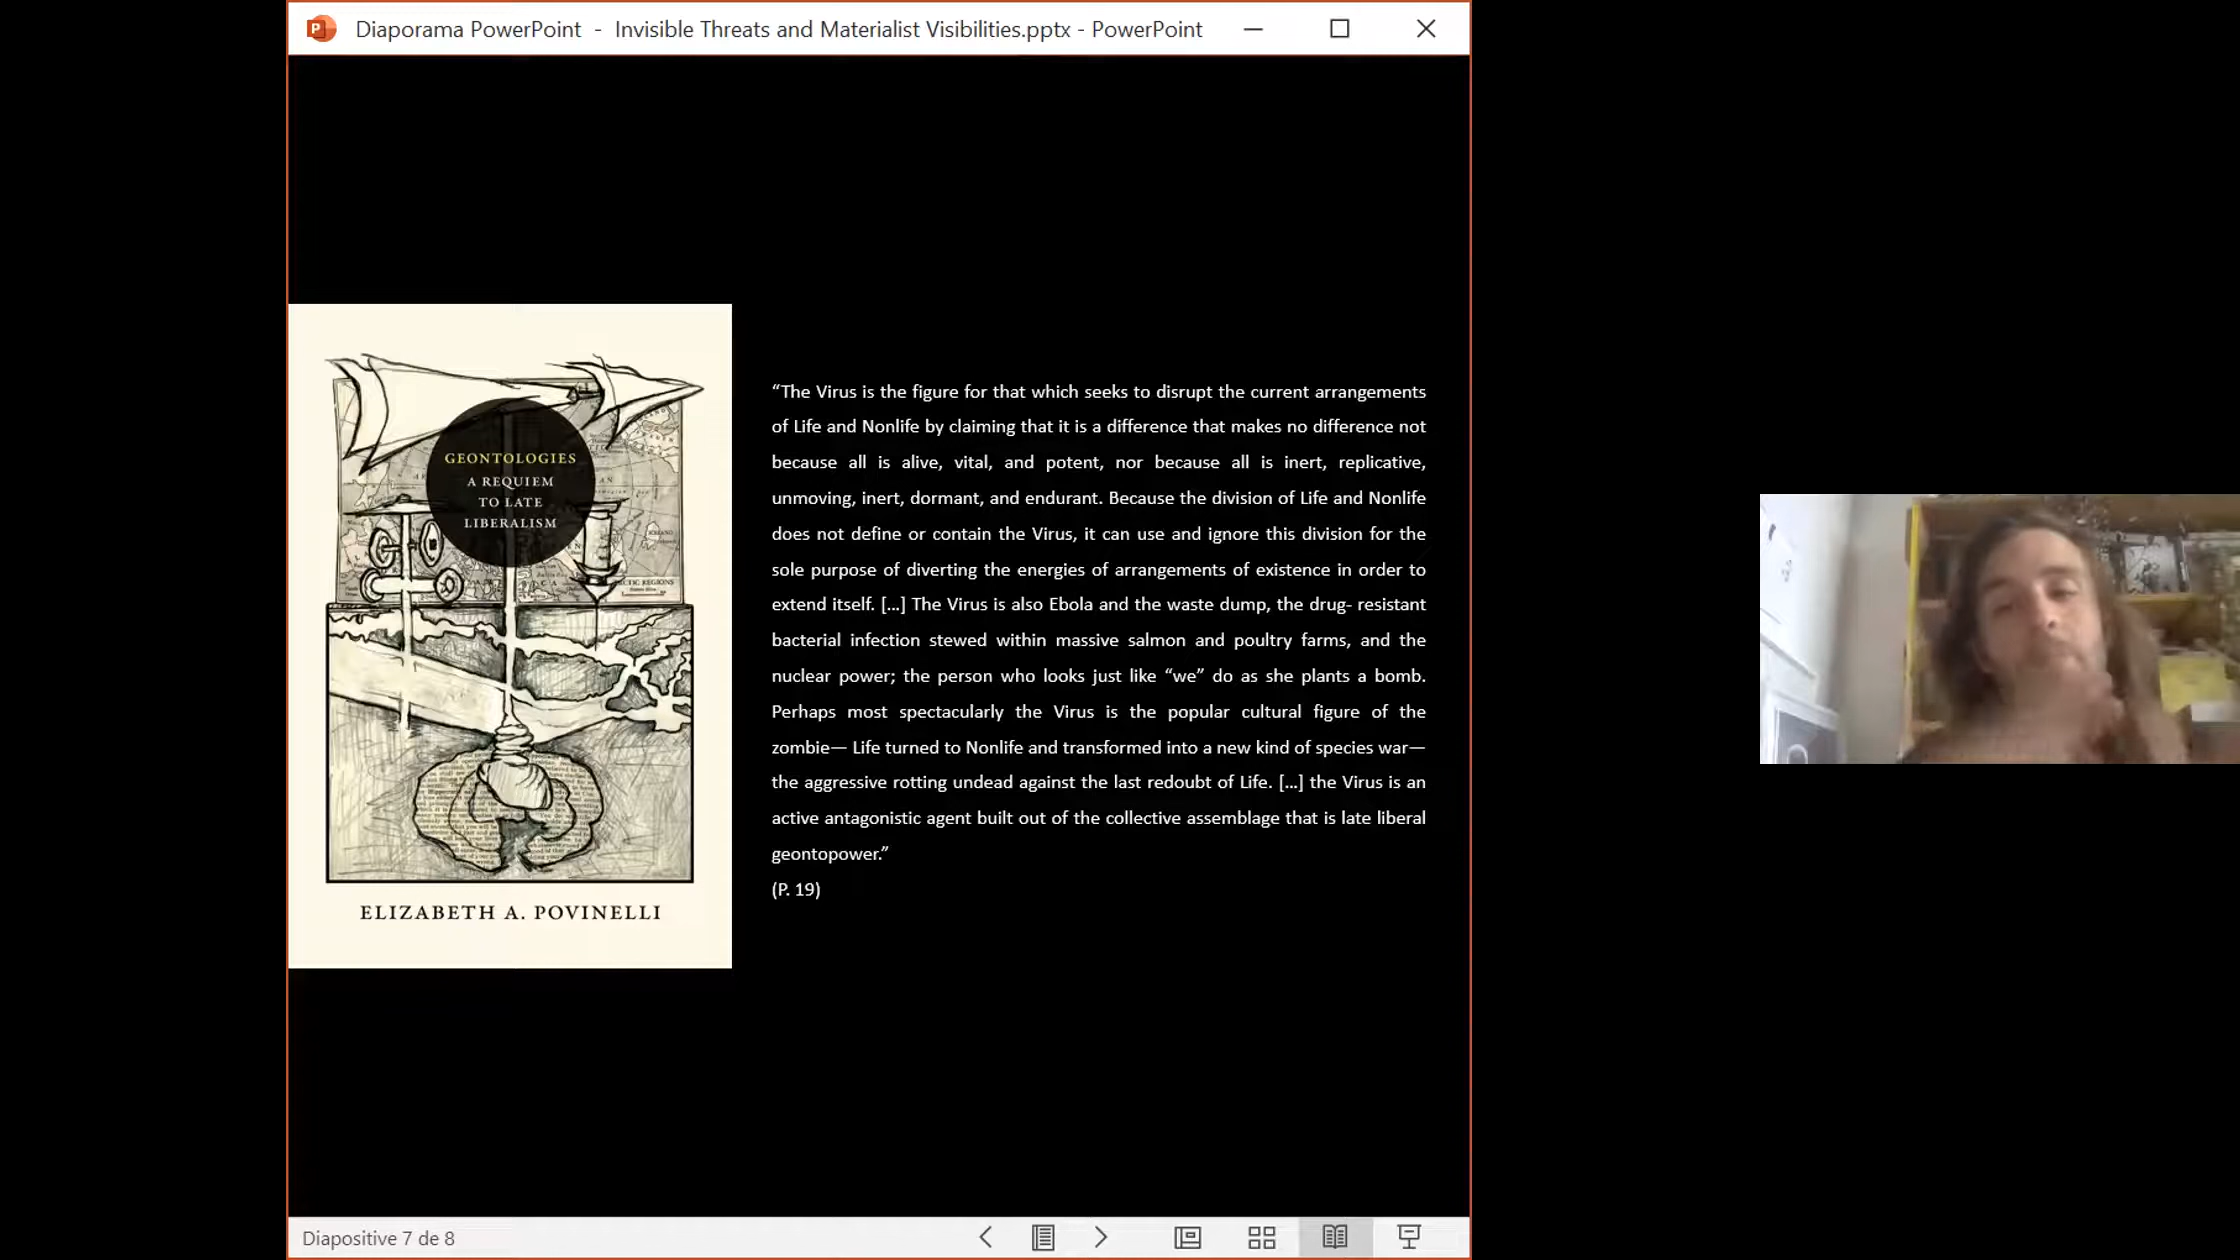 Diaporama PowerPoint - Invisible Threats and Materialist Visibilities.pptx - PowerPoint
GEONTOLOGIES
A REQUIEM
TO LATE
LIBERALISM
ELIZABETH A. POVINELLI
“The Virus is the figure for that which seeks to disrupt the current arrangements
of Life and Nonlife by claiming that it is a difference that makes no difference not
because all is alive, vital, and potent, nor because all is inert, replicative,
unmoving, inert, dormant, and endurant. Because the division of Life and Nonlife
does not define or contain the Virus, it can use and ignore this division for the
sole purpose of diverting the energies of arrangements of existence in order to
extend itself. [...] The Virus is also Ebola and the waste dump, the drug- resistant
bacterial infection stewed within massive salmon and poultry farms, and the
nuclear power; the person who looks just like “we” do as she plants a bomb.
Perhaps most spectacularly the Virus is the popular cultural figure of the
zombie— Life turned to Nonlife and transformed into a new kind of species war—
the aggressive rotting undead against the last redoubt of Life. [...] the Virus is an
active antagonistic agent built out of the collective assemblage that is late liberal
geontopower.”
(P. 19)
Diapositive 7 de 8